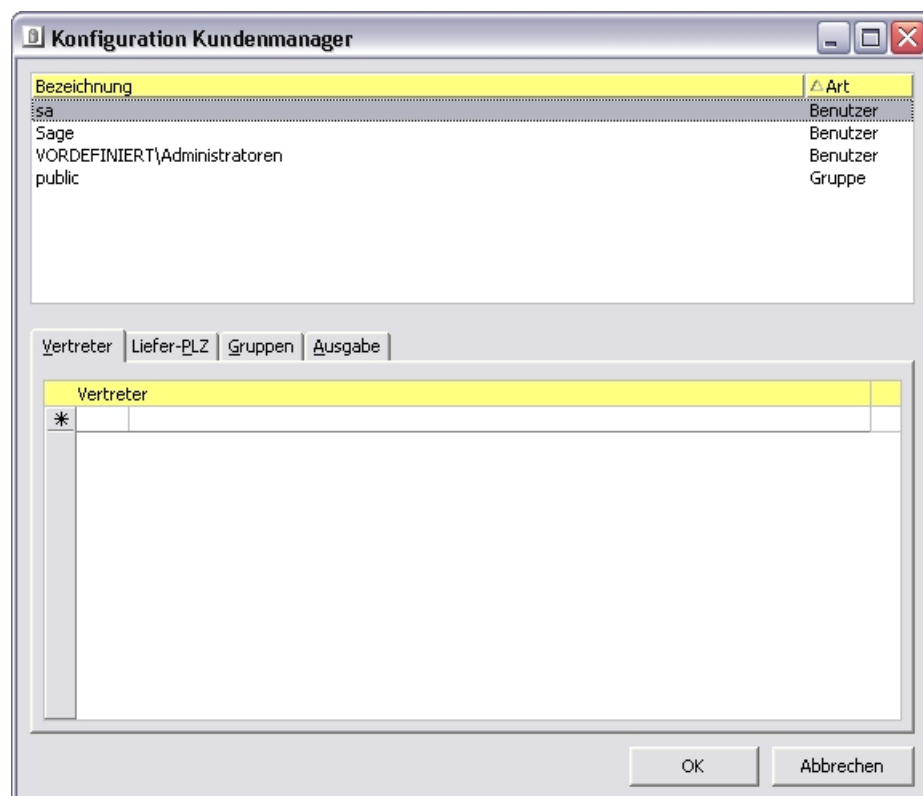 Konfiguration Kundenmanager
Bezeichnung Art
sa Benutzer
Sage Benutzer
VORDEFINIERT\Administratoren Benutzer
public Gruppe
Vertreter Liefer-PLZ Gruppen Ausgabe
Vertreter
OK Abbrechen